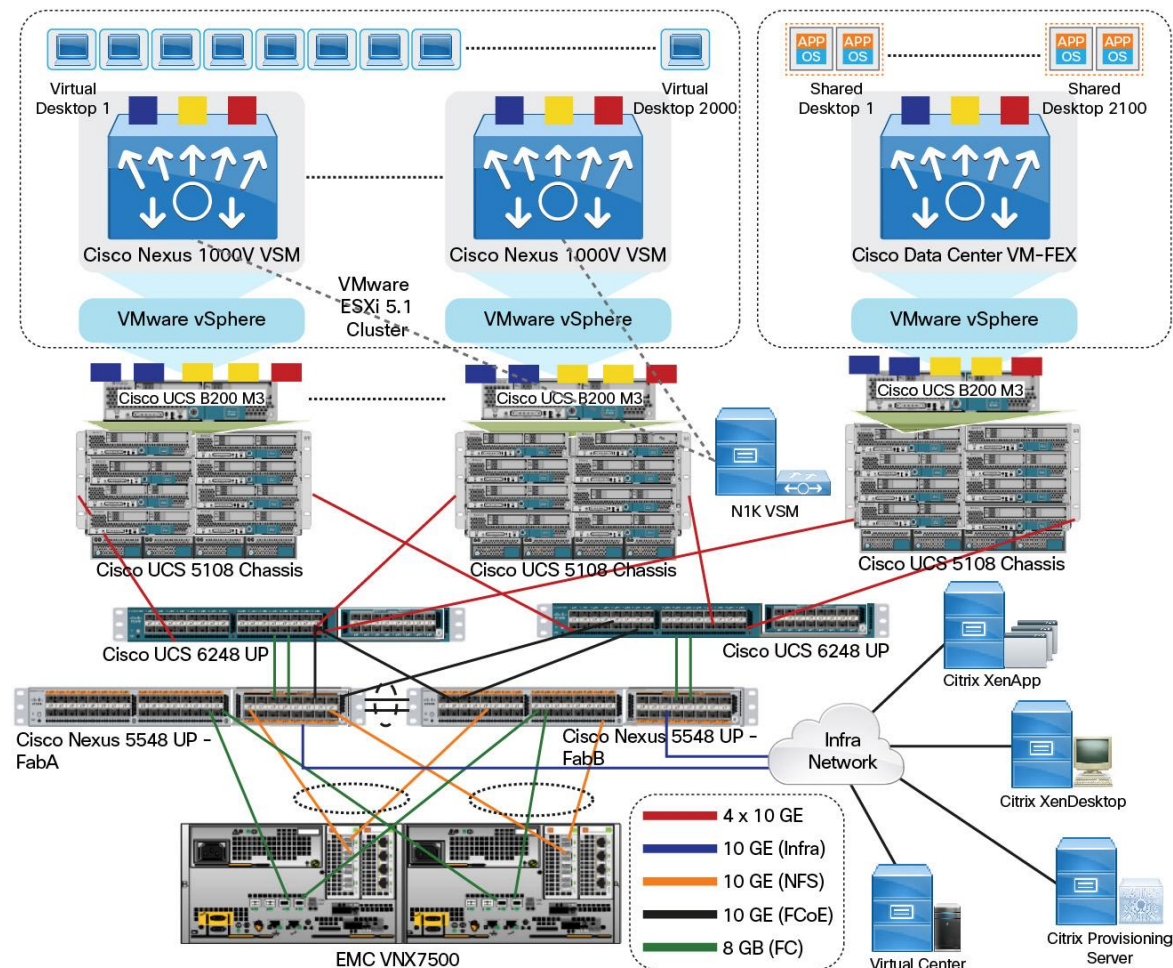 APP
OS
APP
OS
APP
OS
APP
OS
Virtual
Desktop 1
Virtual
Desktop 2000
Shared
Desktop 1
Shared
Desktop 2100
Cisco Nexus 1000V VSM
Cisco Nexus 1000V VSM
Cisco Data Center VM-FEX
VMware
ESXi 5.1
Cluster
VMware vSphere
VMware vSphere
VMware vSphere
Cisco UCS B200 M3
Cisco UCS B200 M3
Cisco UCS B200 M3
N1K VSM
Cisco UCS 5108 Chassis
Cisco UCS 5108 Chassis
Cisco UCS 5108 Chassis
Cisco UCS 6248 UP
Cisco UCS 6248 UP
Citrix XenApp
Cisco Nexus 5548 UP -
FabA
Cisco Nexus 5548 UP -
FabB
Infra
Network
Citrix XenDesktop
4 x 10 GE
10 GE (Infra)
10 GE (NFS)
10 GE (FCoE)
8 GB (FC)
EMC VNX7500
Virtual Center
Citrix Provisioning
Server